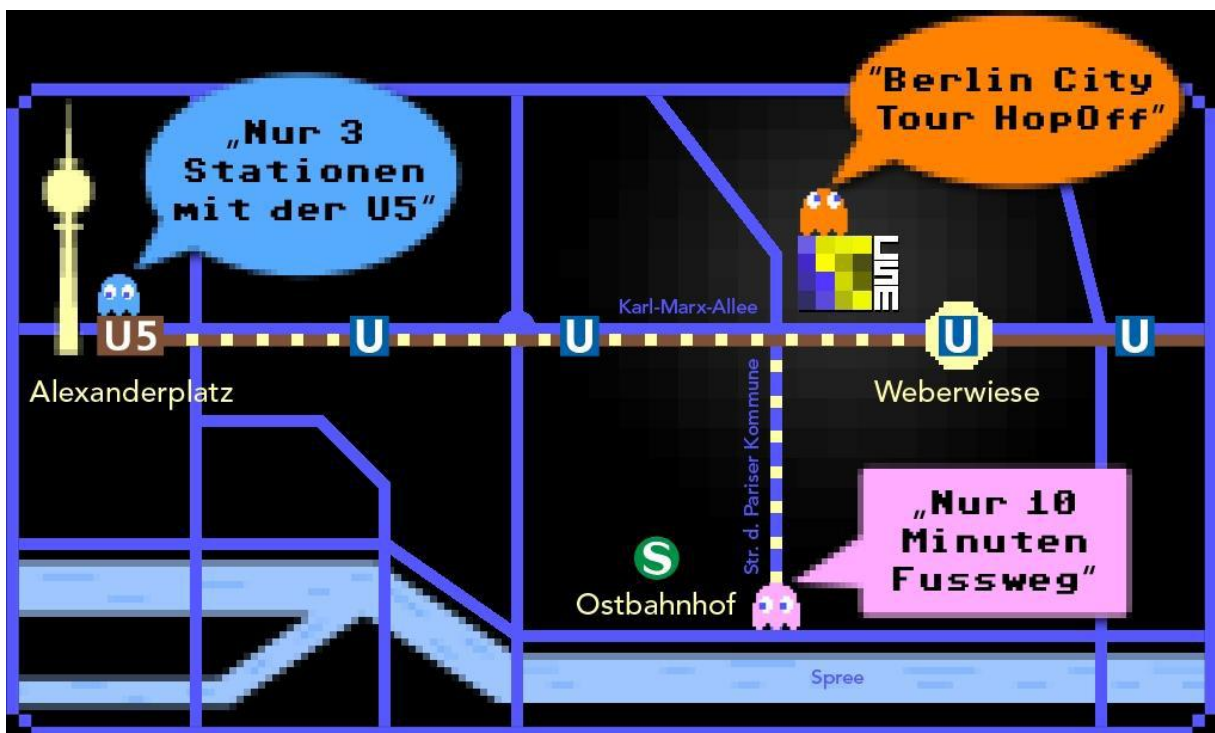 "Berlin City
Tour HopOff"
„Nur 3
Stationen
mit der U5"
Karl-Marx-Allee
U5
U
U
U
U
Alexanderplatz
Weberwiese
Str. d. Pariser Kommune
„Nur 10
Minuten
Fussweg"
S
Ostbahnhof
Spree